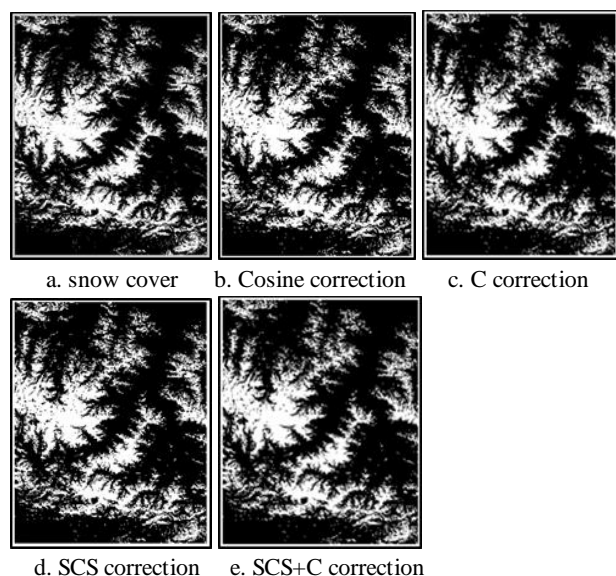 a. snow cover
b. Cosine correction
c. C correction
d. SCS correction
e. SCS+C correction